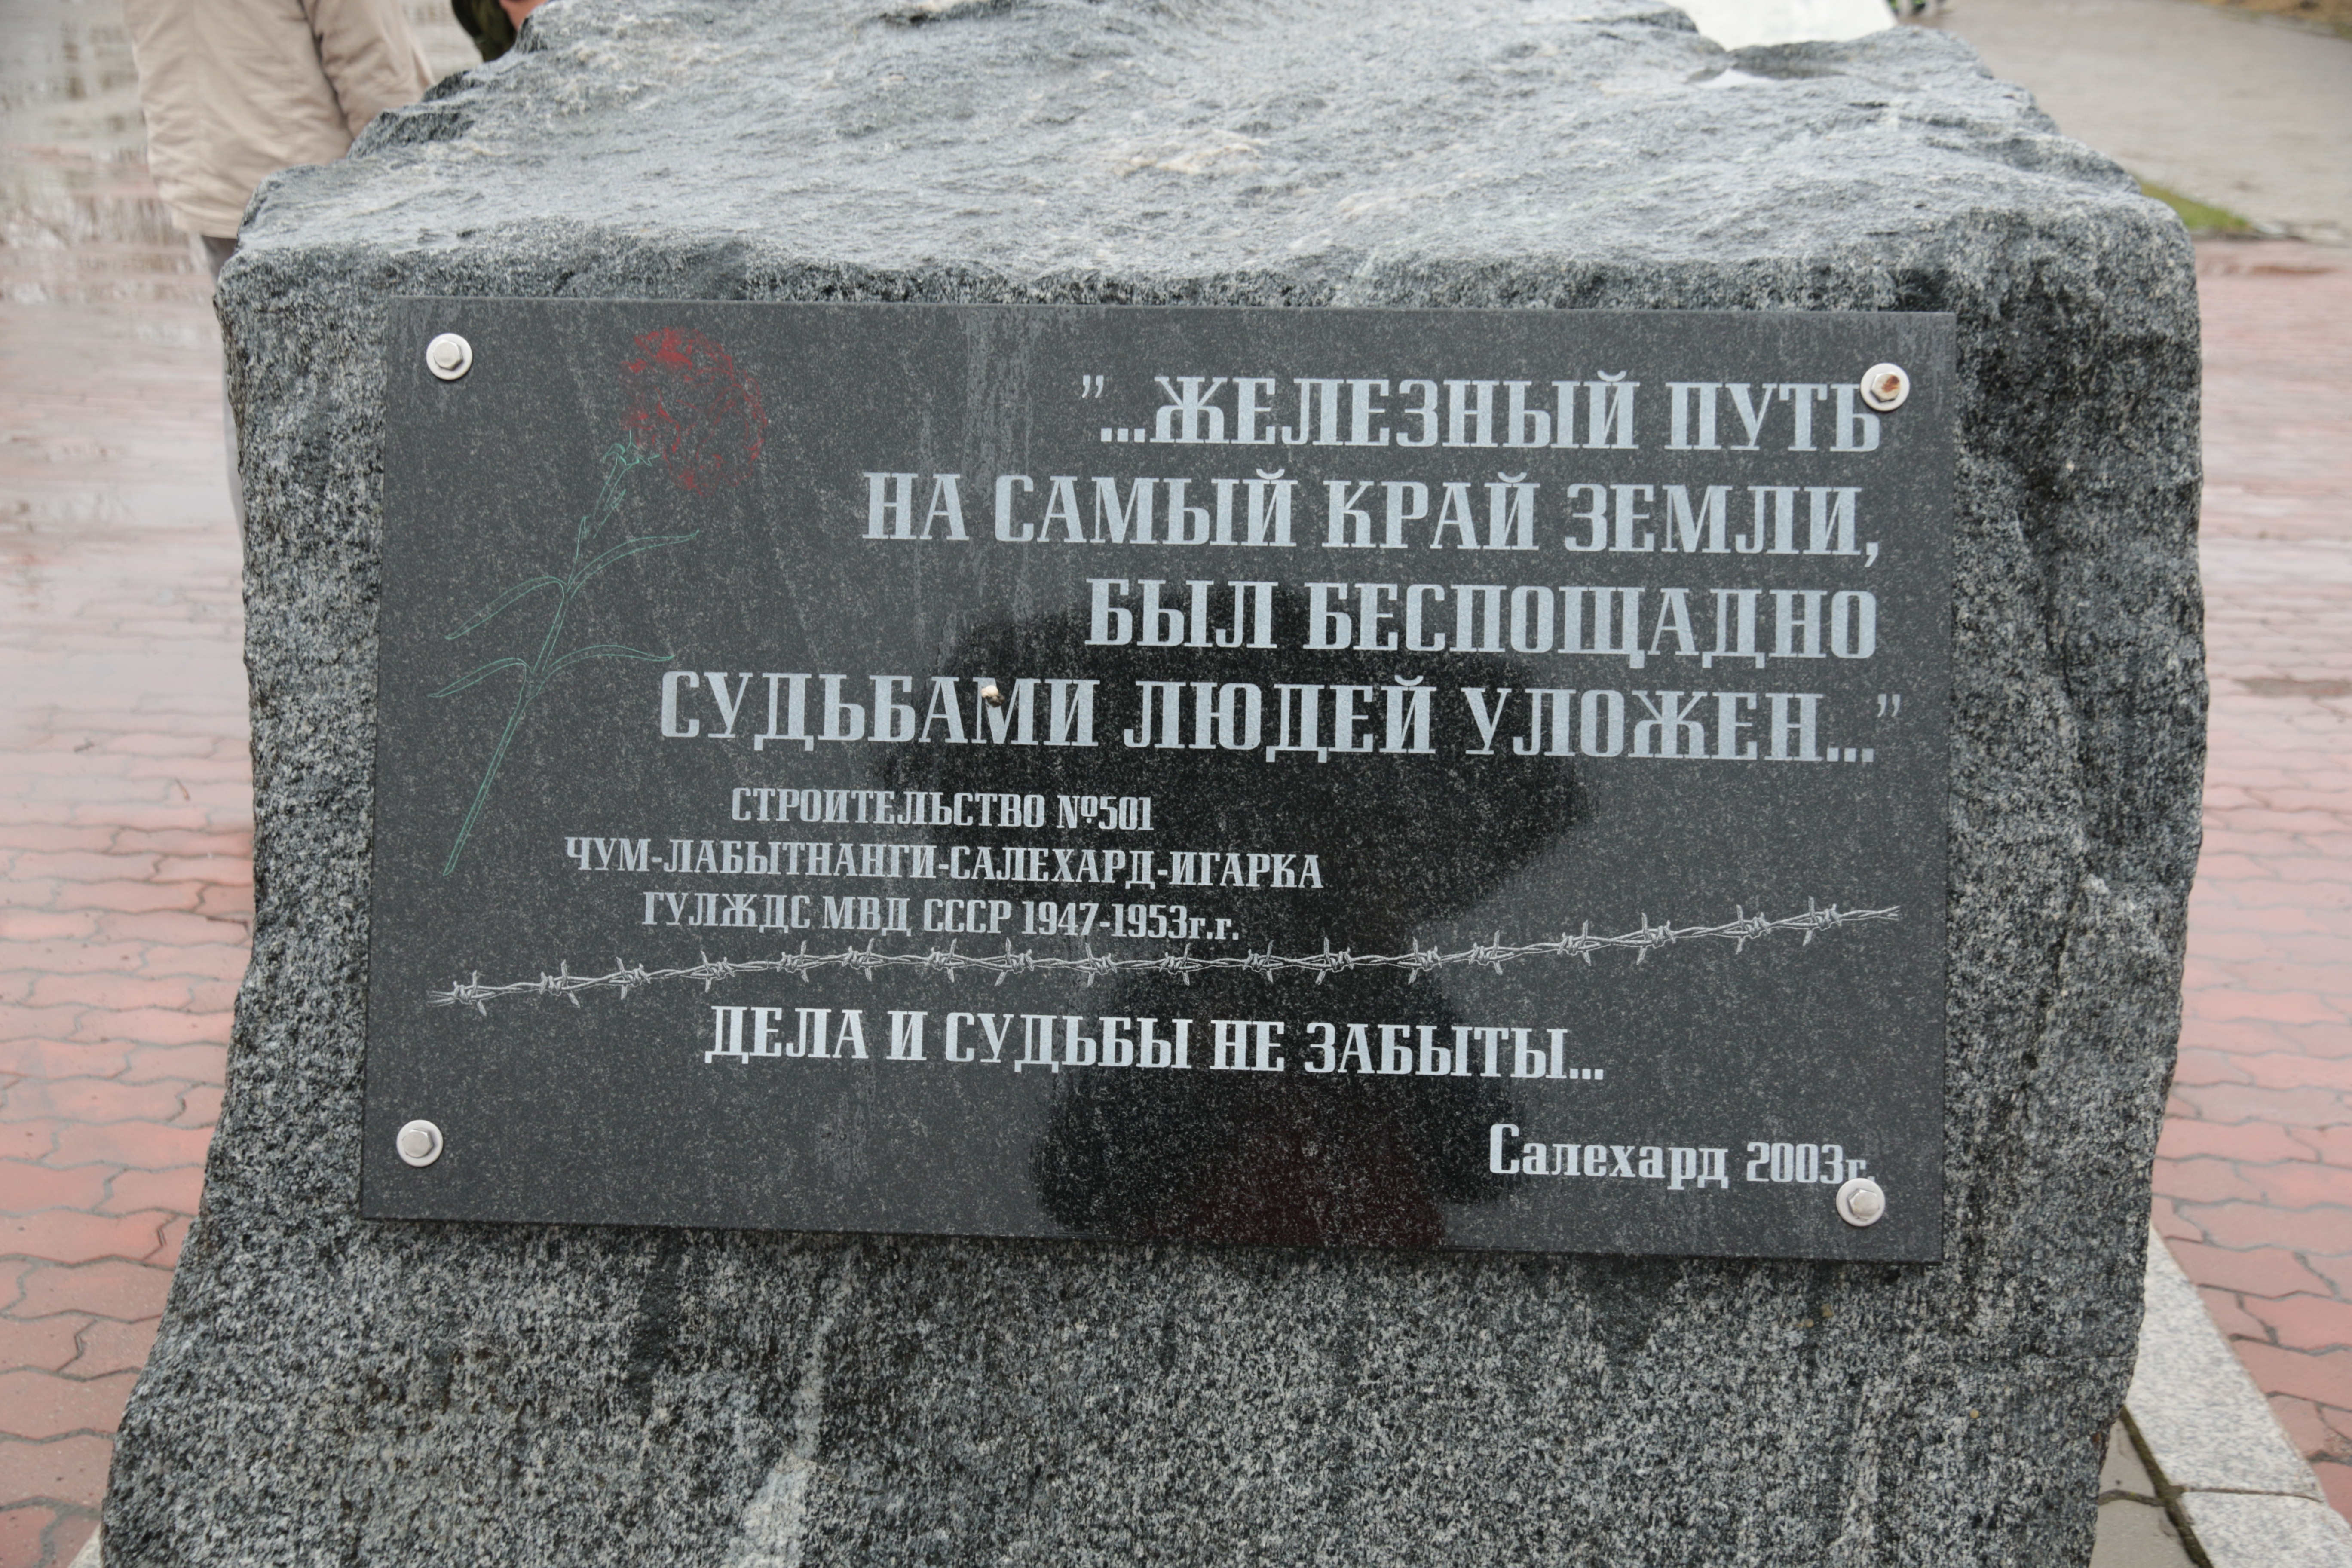 "...ЖЕЛЕЗНЫЙ ПУТЬ
НА САМЫЙ КРАЙ ЗЕМЛИ,
БЫЛ БЕСПОЩАДНО
СУДЬБАМИ ЛЮДЕЙ УЛОЖЕН..."
СТРОИТЕЛЬСТВО №501
ЧУМ-ЛАБЫТНАНГИ-САЛЕХАРД-ИГАРКА
ГУЛЖДС МВД СССР 1947-1953г.г.
ДЕЛА И СУДЬБЫ НЕ ЗАБЫТЫ...
Салехард 2003г.